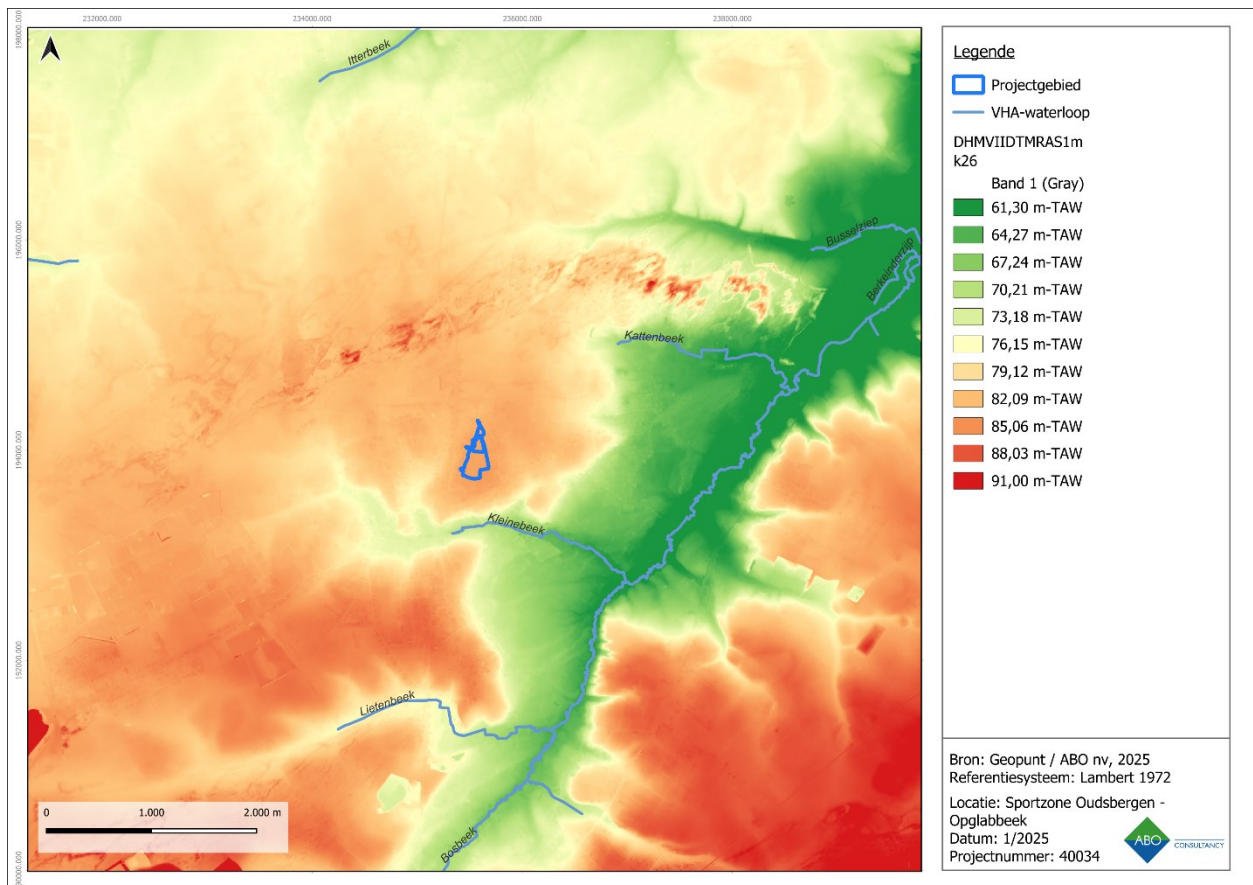 232000.000
234000.000
236000.000
238000.000
198000.000
196000.000
194000.000
192000.000
190000.000
Itterbeek
Busselziep
Berkeinderzijp
Kattenbeek
Kleinebeek
Lietenbeek
Bosbeek
0
1.000
2.000 m
Legende
Projectgebied
VHA-waterloop
DHMVIIDTMRAS1m
k26
Band 1 (Gray)
61,30 m-TAW
64,27 m-TAW
67,24 m-TAW
70,21 m-TAW
73,18 m-TAW
76,15 m-TAW
79,12 m-TAW
82,09 m-TAW
85,06 m-TAW
88,03 m-TAW
91,00 m-TAW
Bron: Geopunt / ABO nv, 2025
Referentiesysteem: Lambert 1972
Locatie: Sportzone Oudsbergen -
Opglabbeek
Datum: 1/2025
Projectnummer: 40034
ABO
CONSULTANCY